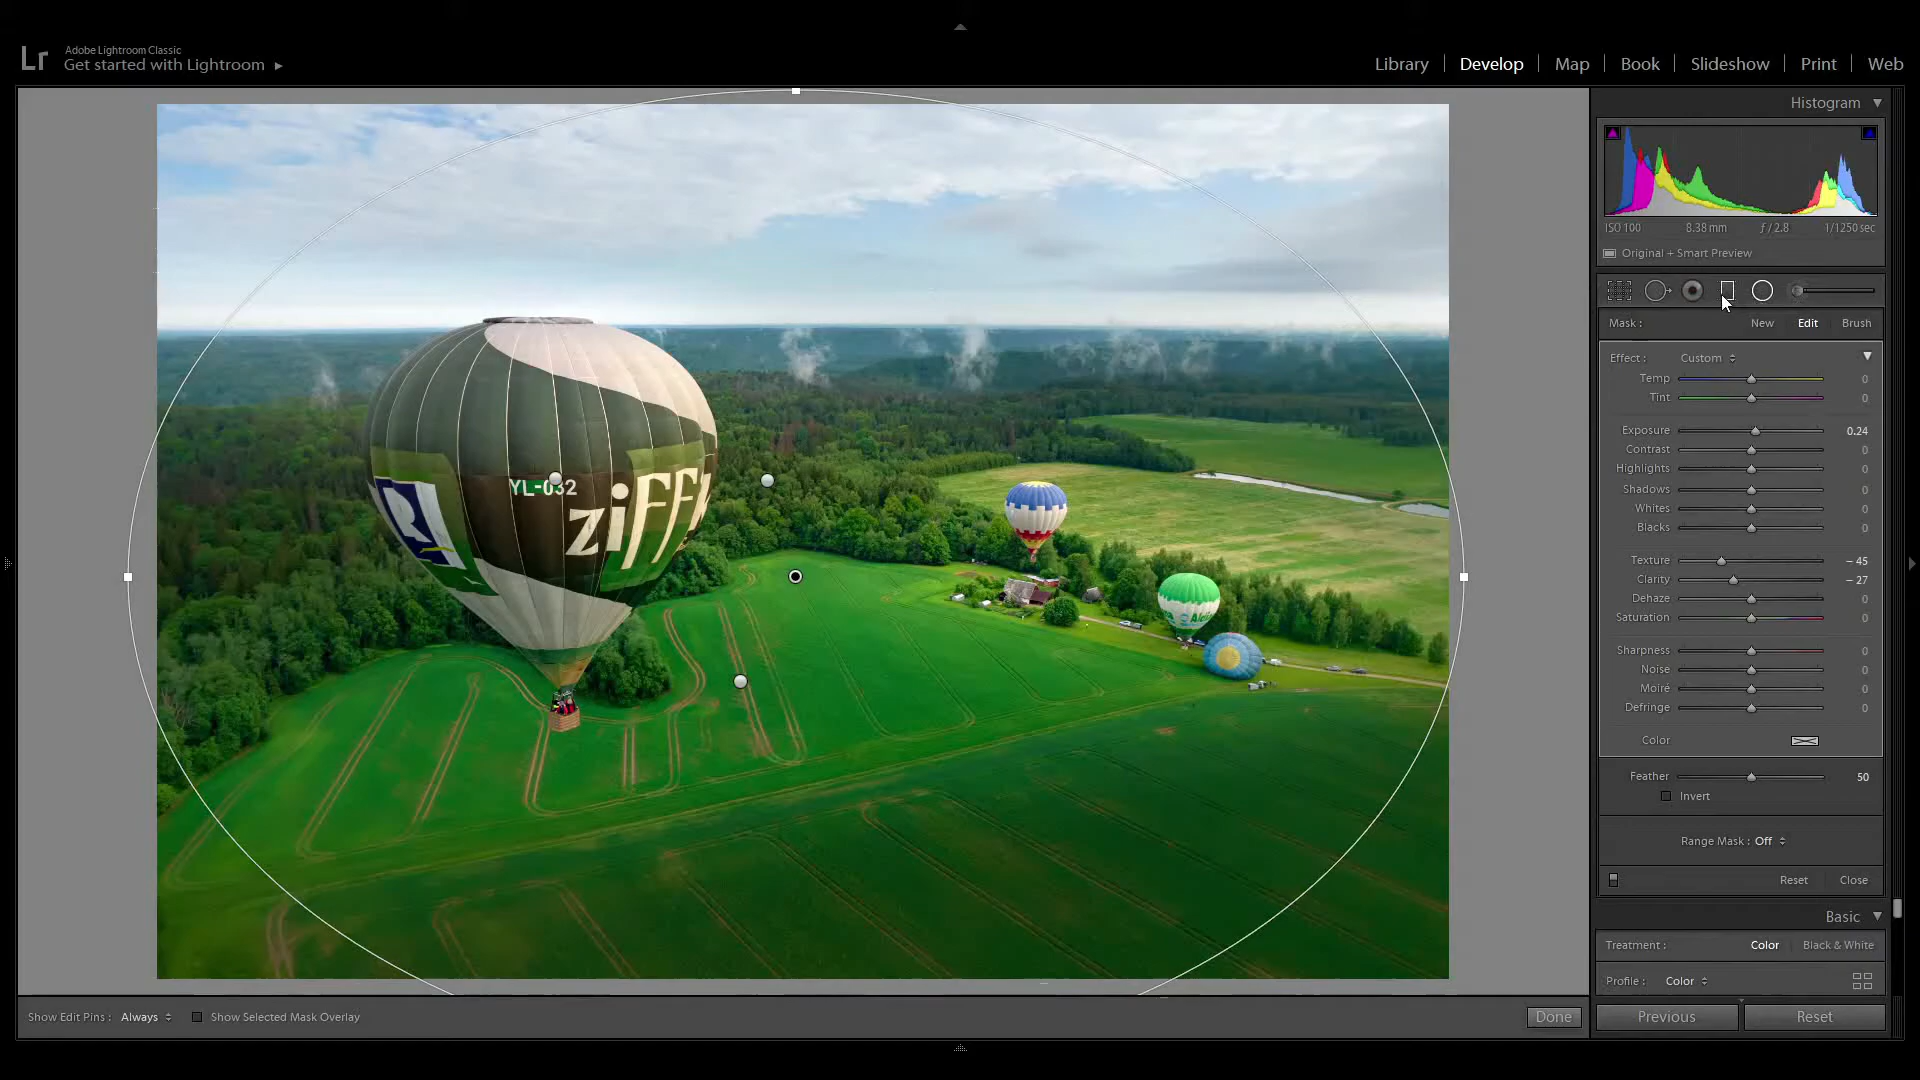 Lr
Adobe Lightroom Classic
Get started with Lightroom
Library
Develop
Map
Book
Slideshow
Print
Web
Histogram
ISO 100 8.38 mm ƒ / 2.8 1/1250 sec
Original + Smart Preview
Mask : New Edit Brush
Effect : Custom
Temp 0
Tint 0
Exposure 0.24
Contrast 0
Highlights 0
Shadows 0
Whites 0
Blacks 0
Texture – 45
Clarity – 27
Dehaze 0
Saturation 0
Sharpness 0
Noise 0
Moiré 0
Defringe 0
Color
Feather 50
Invert
Range Mask : Off
Reset Close
Basic
Treatment : Color Black & White
Profile : Color
Previous Reset
YL-032
ziFF
Show Edit Pins : Always Show Selected Mask Overlay
Done